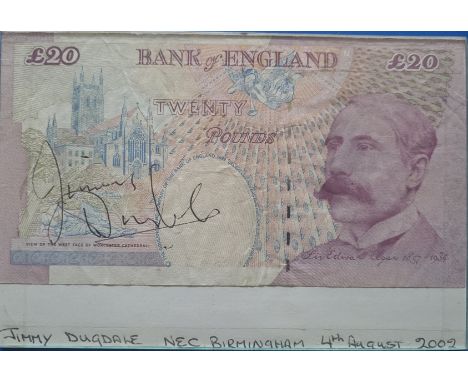 £20 BANK of ENGLAND £20
TWENTY
Pounds
Jimmy
Dugdale
VIEW OF THE WEST FACE OF WORCESTER CATHEDRAL
Sir Edward Elgar 1857-1934
JIMMY DUGDALE NEC BIRMINGHAM 4th AUGUST 2002